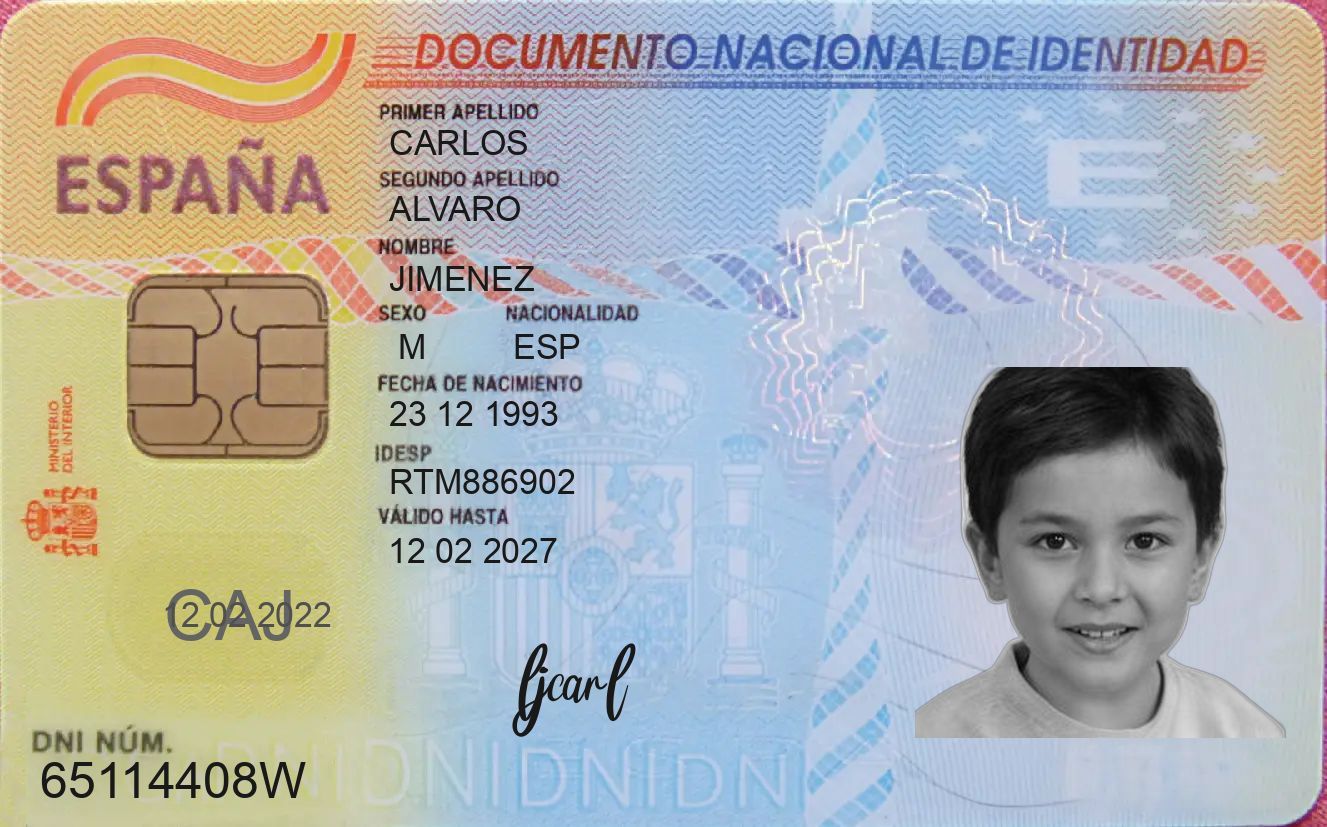 DOCUMENTO NACIONAL DE IDENTIDAD
ESPAÑA
PRIMER APELLIDO
CARLOS
SEGUNDO APELLIDO
ALVARO
NOMBRE
JIMENEZ
SEXO NACIONALIDAD
M ESP
FECHA DE NACIMIENTO
23 12 1993
IDESP
RTM886902
VÁLIDO HASTA
12 02 2027
MINISTERIO
DEL INTERIOR
E
CAJ
12 02 2022
ljcarl
DNI NÚM.
65114408W
DNIDNIDNIDNI